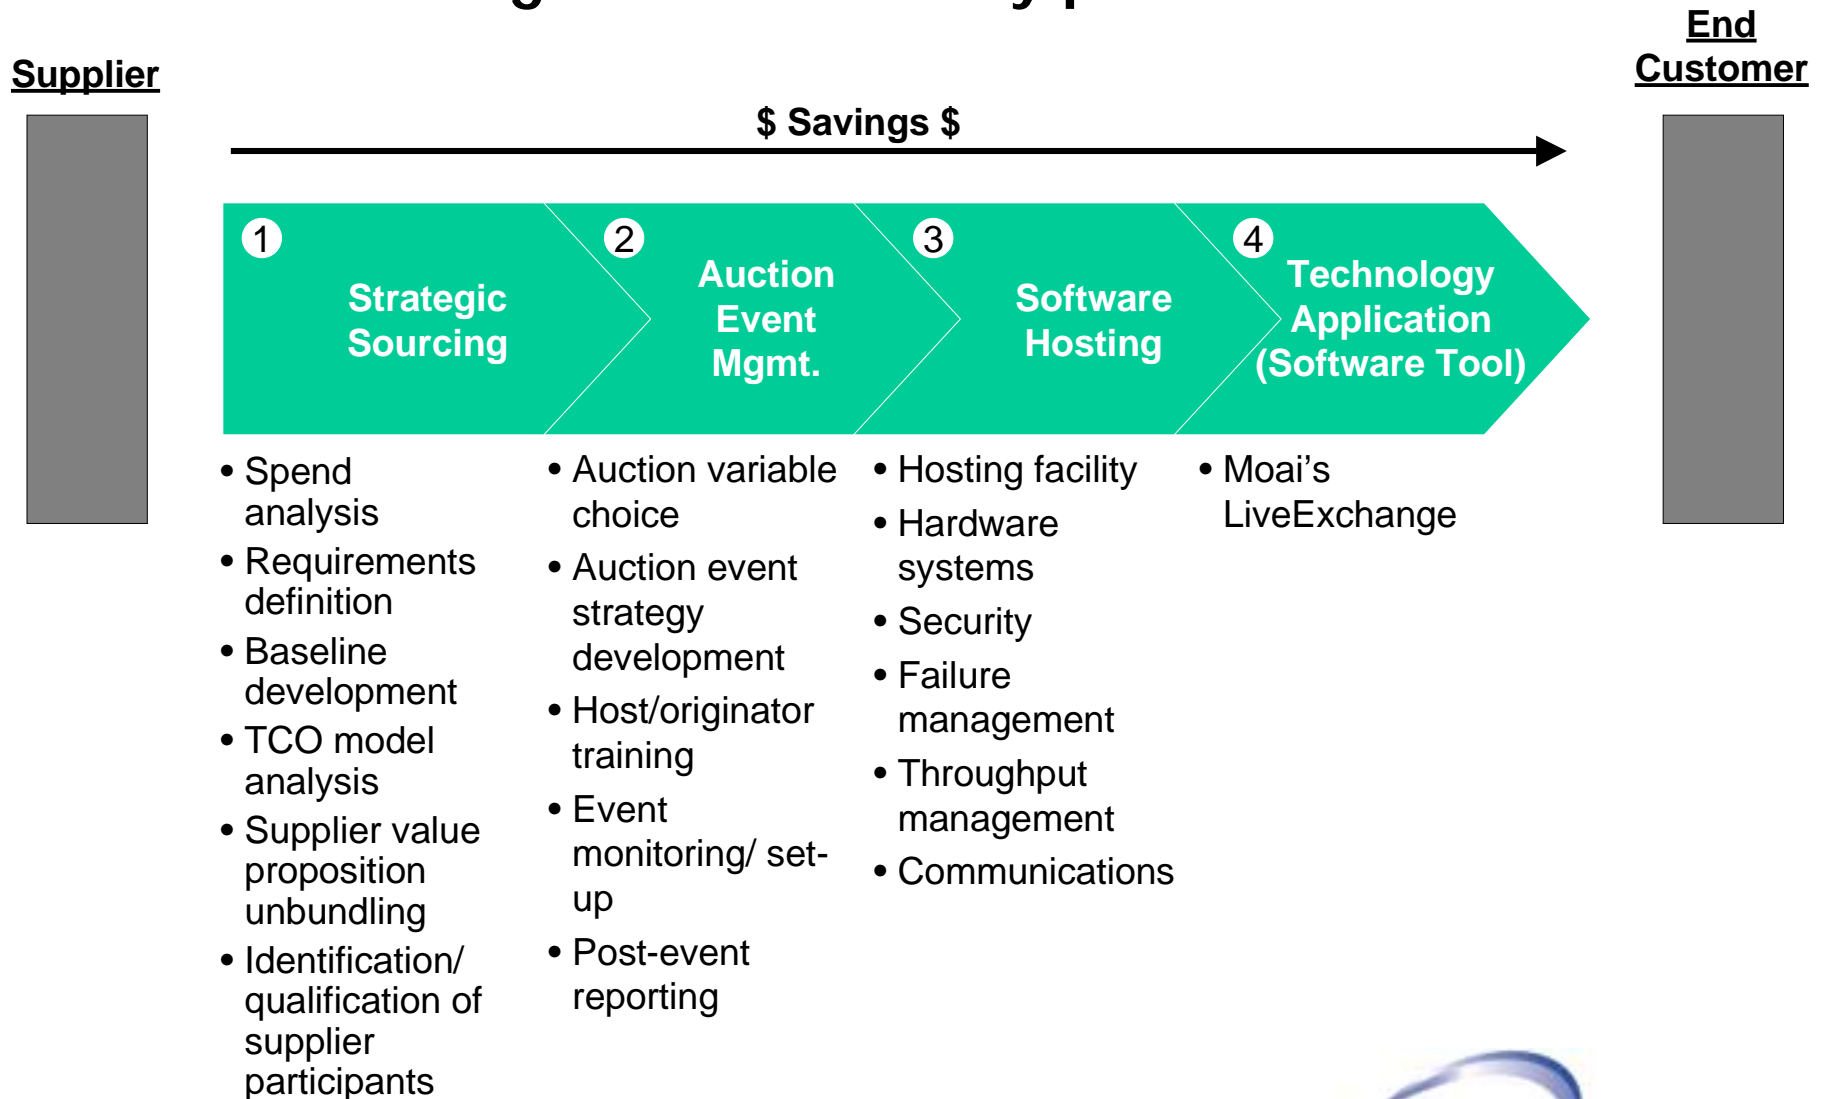 End
Customer
Supplier
$ Savings $
1
Strategic
Sourcing
2
Auction
Event
Mgmt.
3
Software
Hosting
4
Technology
Application
(Software Tool)
• Spend
analysis
• Requirements
definition
• Baseline
development
• TCO model
analysis
• Supplier value
proposition
unbundling
• Identification/
qualification of
supplier
participants
• Auction variable
choice
• Auction event
strategy
development
• Host/originator
training
• Event
monitoring/ set-
up
• Post-event
reporting
• Hosting facility
• Hardware
systems
• Security
• Failure
management
• Throughput
management
• Communications
• Moai’s
LiveExchange